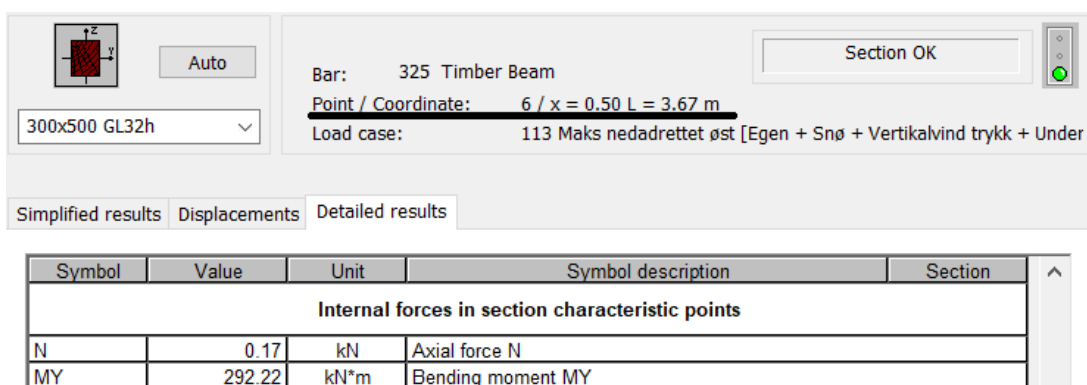 z
y
Auto
300x500 GL32h
Bar: 325 Timber Beam
Point / Coordinate: 6 / x = 0.50 L = 3.67 m
Load case: 113 Maks nedadrettet øst [Egen + Snø + Vertikalvind trykk + Under
Section OK
Simplified results Displacements Detailed results
Symbol Value Unit Symbol description Section
Internal forces in section characteristic points
N 0.17 kN Axial force N
MY 292.22 kN*m Bending moment MY